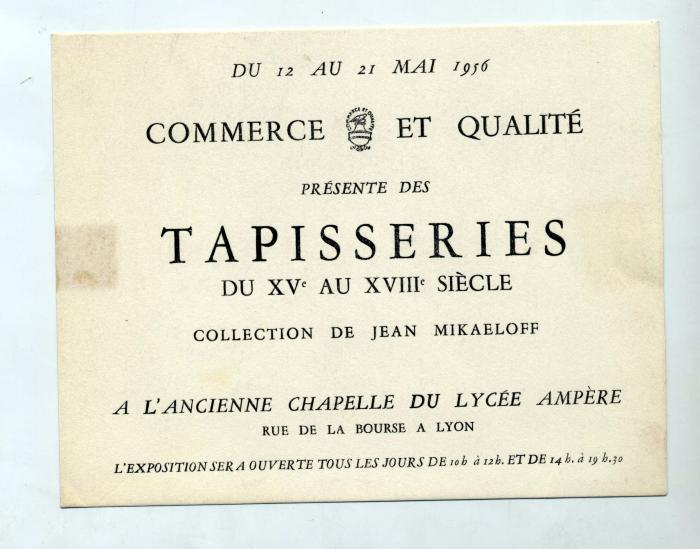 DU 12 AU 21 MAI 1956
COMMERCE ET QUALITÉ
PRÉSENTE DES
TAPISSERIES
DU XVe AU XVIIIe SIÈCLE
COLLECTION DE JEAN MIKAELOFF
A L'ANCIENNE CHAPELLE DU LYCÉE AMPÈRE
RUE DE LA BOURSE A LYON
L'EXPOSITION SERA OUVERTE TOUS LES JOURS DE 10h à 12h. ET DE 14 h. à 19 h.30